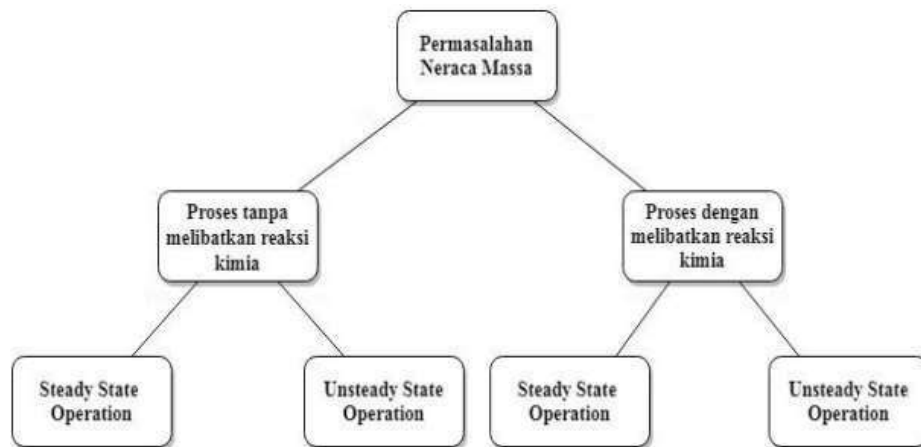 Permasalahan
Neraca Massa
Proses tanpa
melibatkan reaksi
kimia
Proses dengan
melibatkan reaksi
kimia
Steady State
Operation
Unsteady State
Operation
Steady State
Operation
Unsteady State
Operation